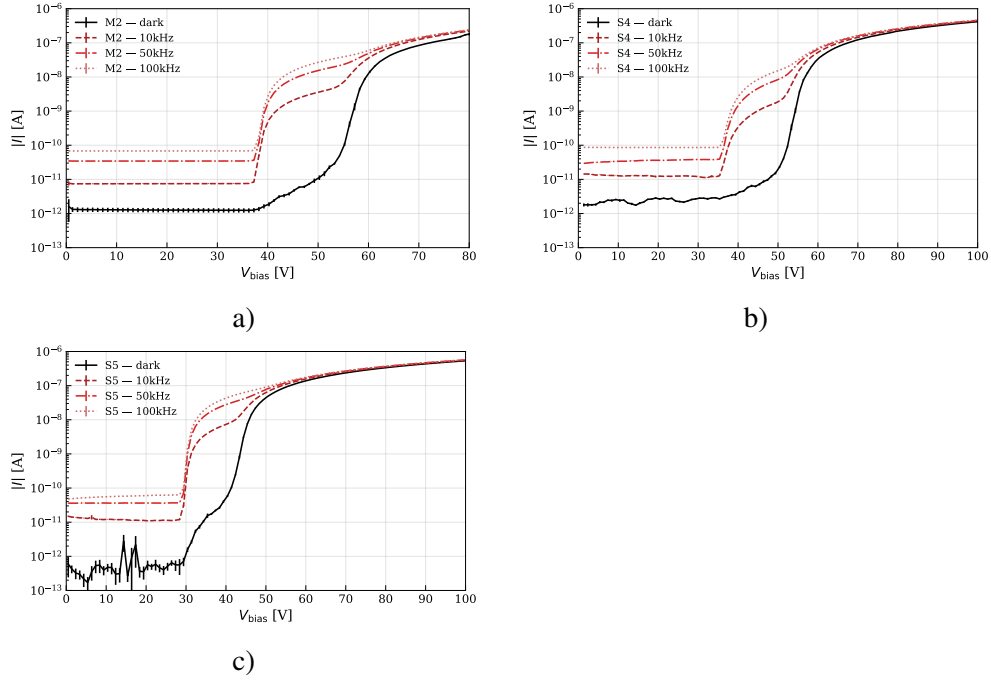 M2 — dark
M2 — 10kHz
M2 — 50kHz
M2 — 100kHz
|I| [A]
10⁻⁶
10⁻⁷
10⁻⁸
10⁻⁹
10⁻¹⁰
10⁻¹¹
10⁻¹²
10⁻¹³
0 10 20 30 40 50 60 70 80
V_bias [V]
a)
S4 — dark
S4 — 10kHz
S4 — 50kHz
S4 — 100kHz
|I| [A]
10⁻⁶
10⁻⁷
10⁻⁸
10⁻⁹
10⁻¹⁰
10⁻¹¹
10⁻¹²
10⁻¹³
0 10 20 30 40 50 60 70 80 90 100
V_bias [V]
b)
S5 — dark
S5 — 10kHz
S5 — 50kHz
S5 — 100kHz
|I| [A]
10⁻⁶
10⁻⁷
10⁻⁸
10⁻⁹
10⁻¹⁰
10⁻¹¹
10⁻¹²
10⁻¹³
0 10 20 30 40 50 60 70 80 90 100
V_bias [V]
c)